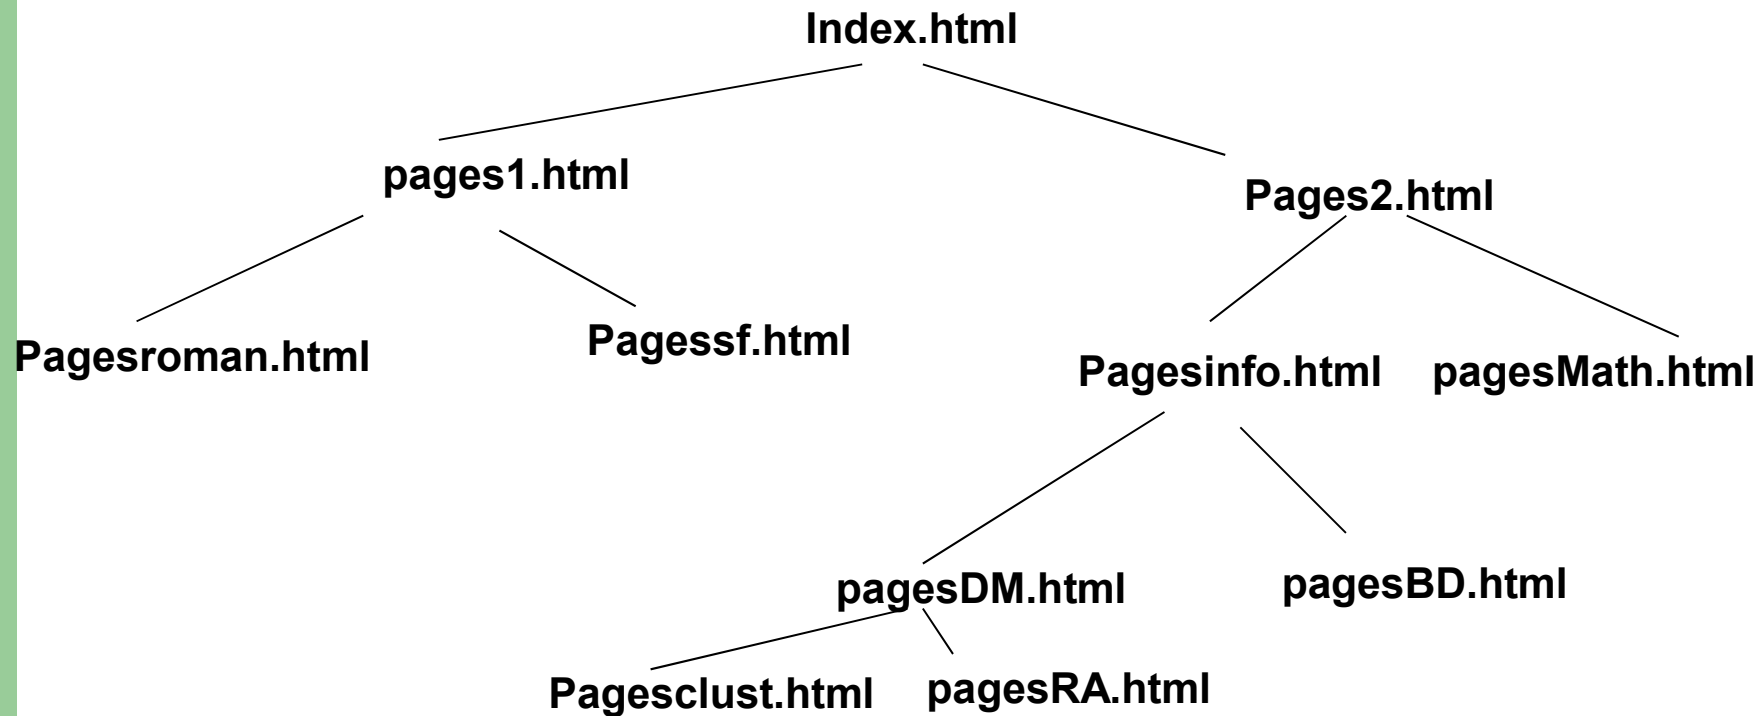 Index.html
pages1.html
Pages2.html
Pagesroman.html
Pagessf.html
Pagesinfo.html
pagesMath.html
pagesDM.html
pagesBD.html
Pagesclust.html
pagesRA.html